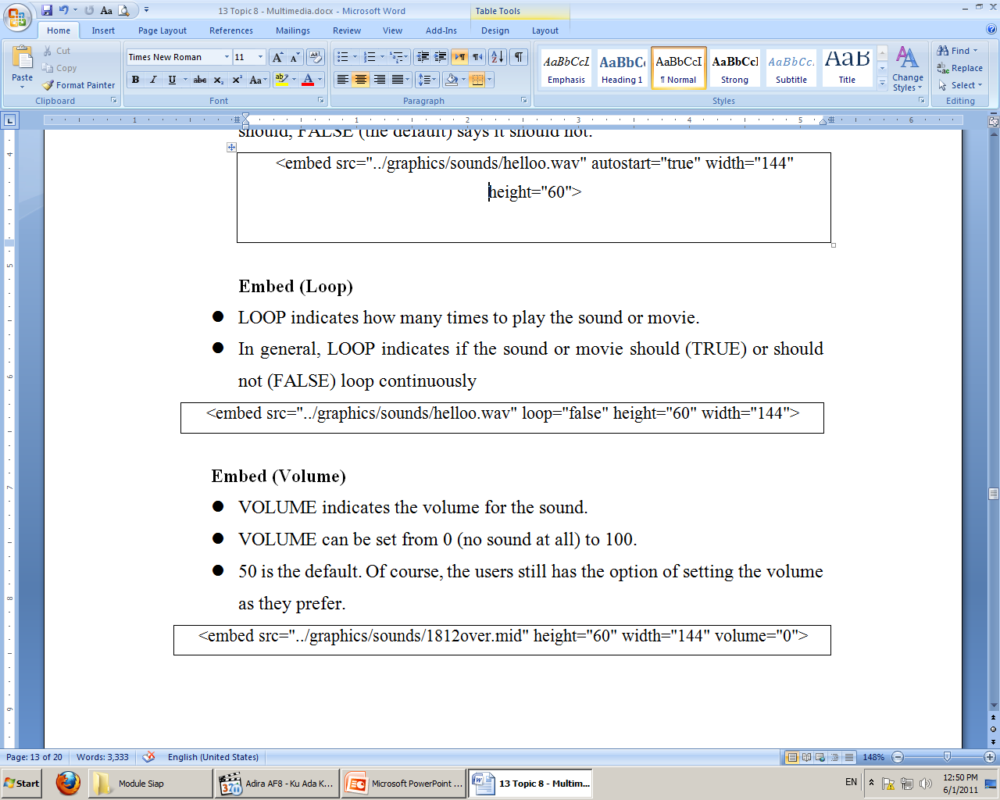 13 Topic 8 - Multimedia.docx - Microsoft Word
Table Tools
Home Insert Page Layout References Mailings Review View Add-Ins Design Layout
Paste
Cut
Copy
Format Painter
Clipboard
Times New Roman 11
Font
Paragraph
AaBbCcI AaBbCc AaBbCcI AaBbCcI AaBbCc. AaB
Emphasis Heading 1 ¶ Normal Strong Subtitle Title
Change Styles
Styles
Find
Replace
Select
Editing
should, FALSE (the default) says it should not.
<embed src="../graphics/sounds/helloo.wav" autostart="true" width="144"
height="60">
Embed (Loop)
● LOOP indicates how many times to play the sound or movie.
● In general, LOOP indicates if the sound or movie should (TRUE) or should
not (FALSE) loop continuously
<embed src="../graphics/sounds/helloo.wav" loop="false" height="60" width="144">
Embed (Volume)
● VOLUME indicates the volume for the sound.
● VOLUME can be set from 0 (no sound at all) to 100.
● 50 is the default. Of course, the users still has the option of setting the volume
as they prefer.
<embed src="../graphics/sounds/1812over.mid" height="60" width="144" volume="0">
Page: 13 of 20 Words: 3,333 English (United States) 148%
Start Module Siap Adira AF8 - Ku Ada K... Microsoft PowerPoint ... 13 Topic 8 - Multim... EN 12:50 PM
6/1/2011